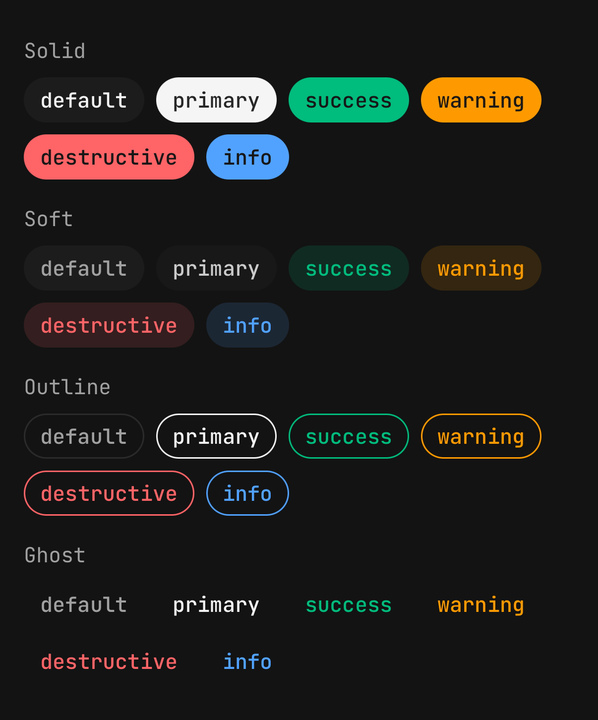 Solid
default primary success warning
destructive info
Soft
default primary success warning
destructive info
Outline
default primary success warning
destructive info
Ghost
default primary success warning
destructive info